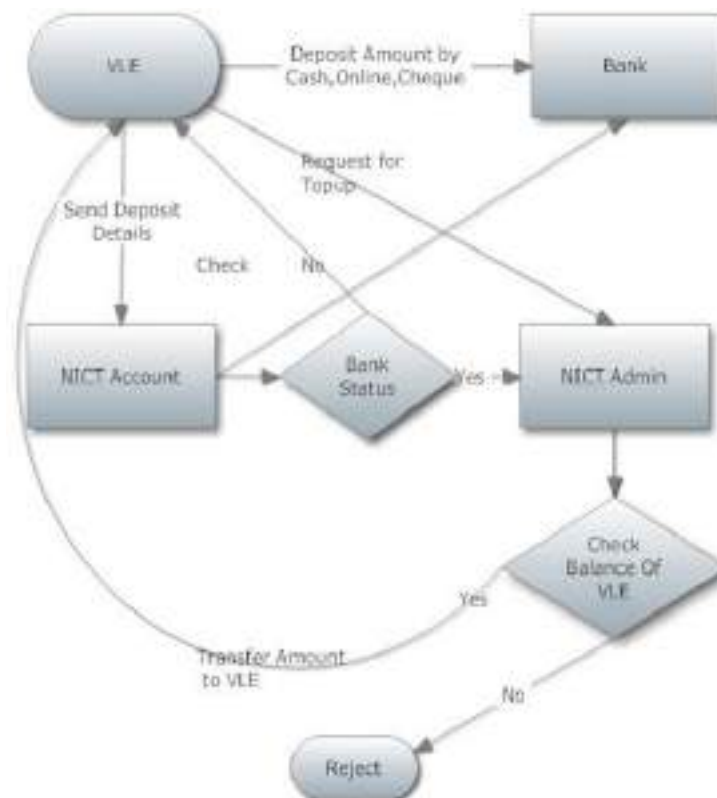 VLE
Deposit Amount by
Cash,Online,Cheque
Bank
Request for
Topup
Send Deposit
Details
Check
No
NICT Account
Bank
Status
Yes
NICT Admin
Check
Balance Of
VLE
Yes
Transfer Amount
to VLE
No
Reject